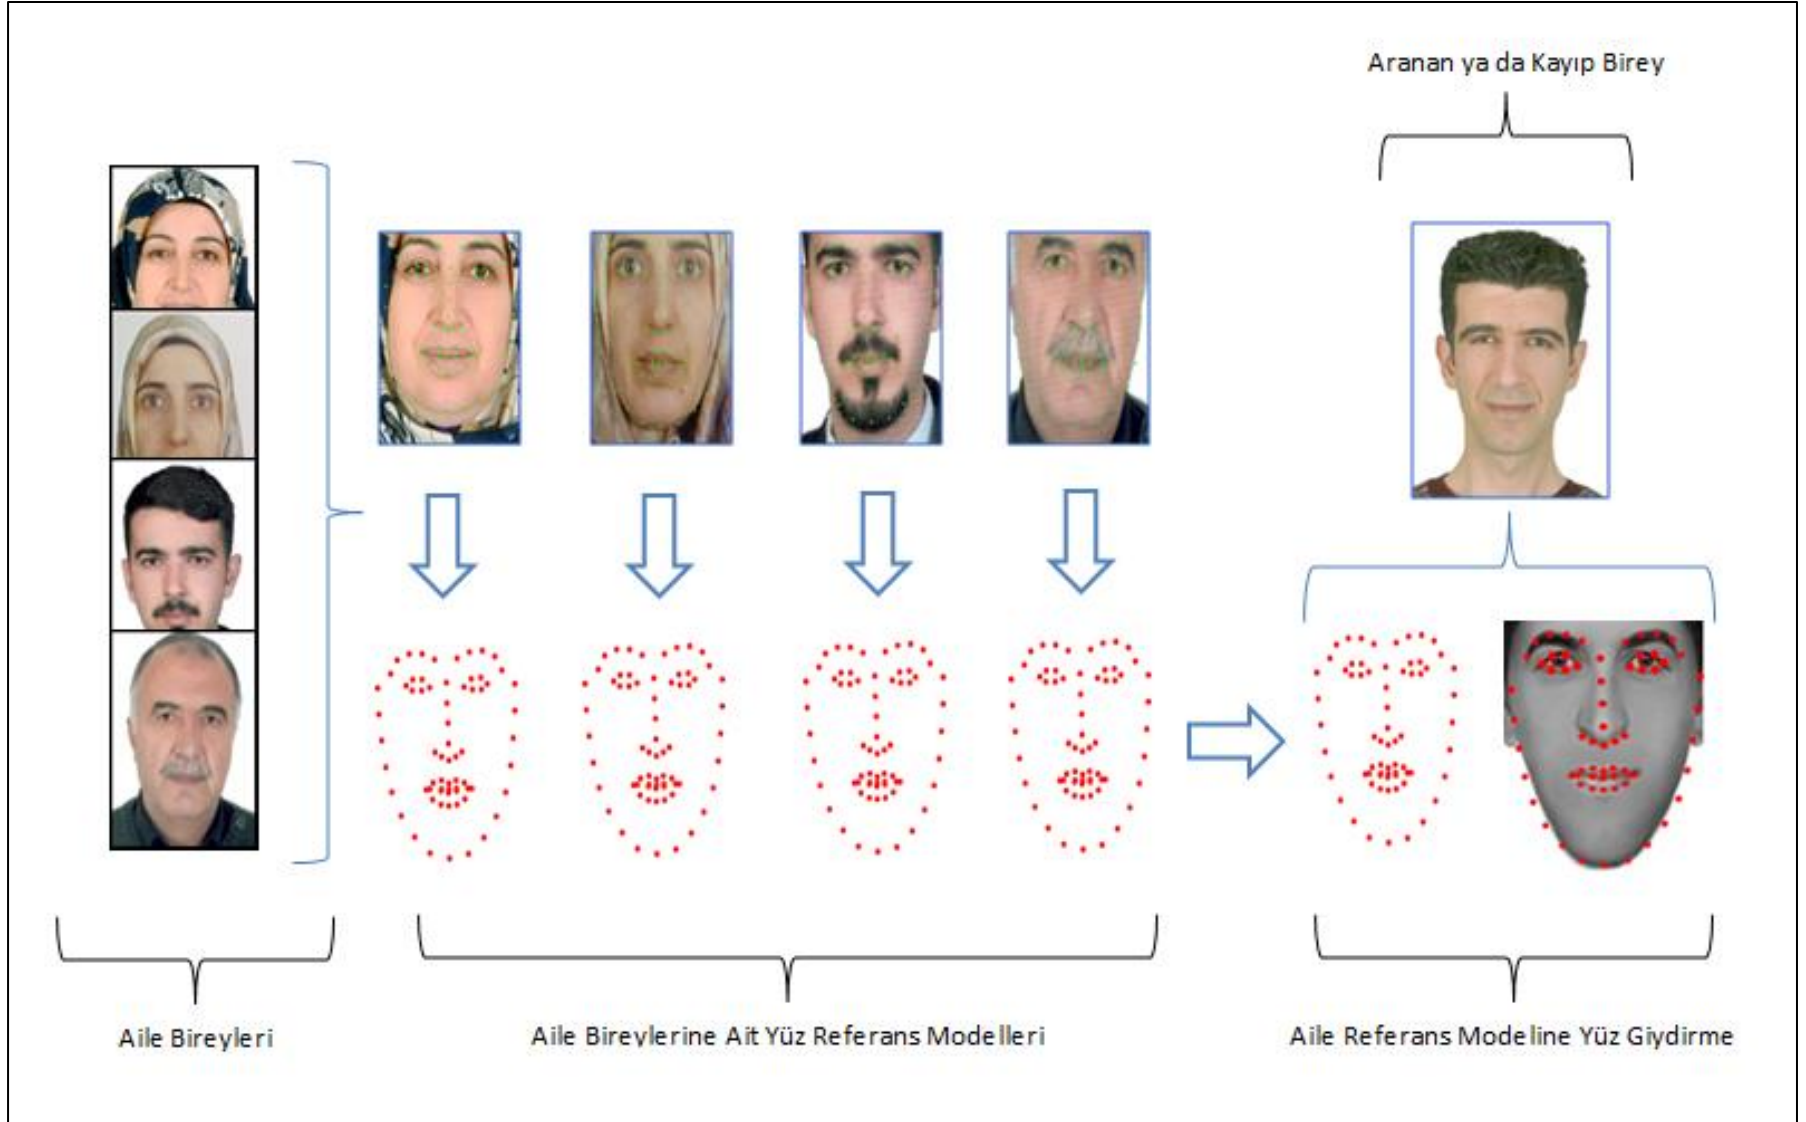 Aranan ya da Kayıp Birey
Aile Bireyleri
Aile Bireylerine Ait Yüz Referans Modelleri
Aile Referans Modeline Yüz Giydirme